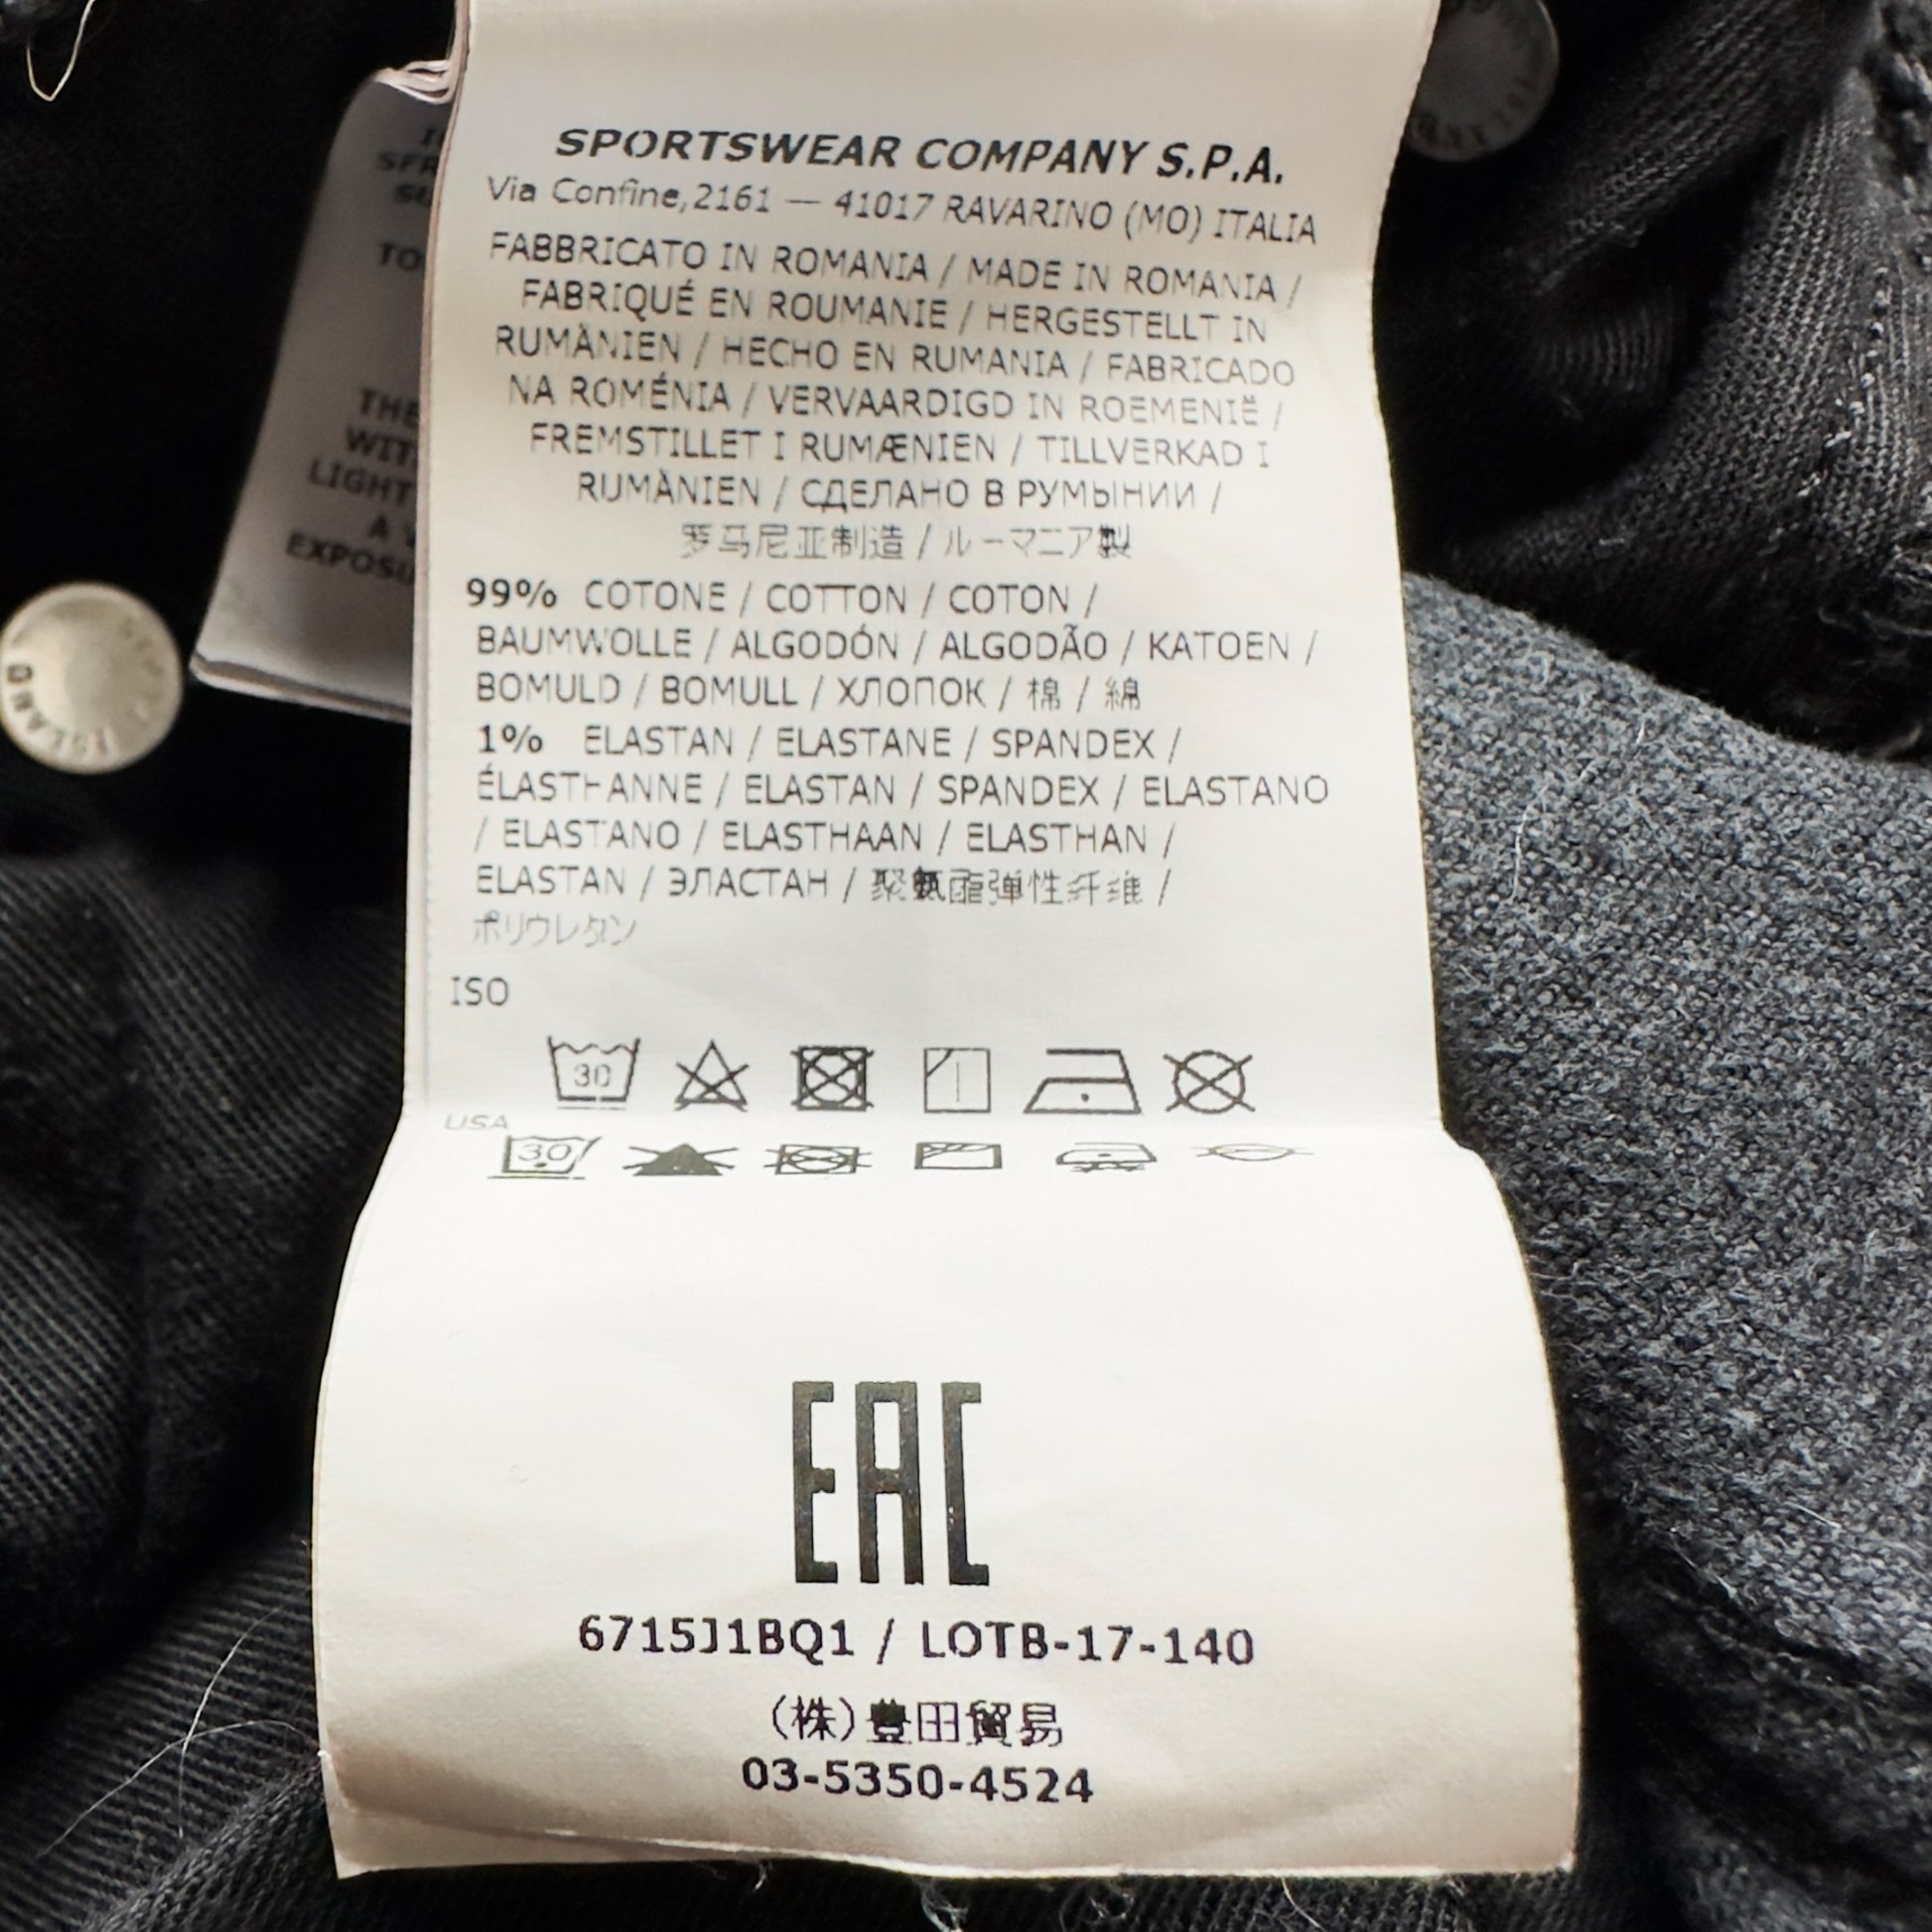 SPORTSWEAR COMPANY S.P.A.
Via Confine,2161 — 41017 RAVARINO (MO) ITALIA
FABBRICATO IN ROMANIA / MADE IN ROMANIA /
FABRIQUÉ EN ROUMANIE / HERGESTELLT IN
RUMÄNIEN / HECHO EN RUMANIA / FABRICADO
NA ROMÉNIA / VERVAARDIGD IN ROEMENIË /
FREMSTILLET I RUMÆNIEN / TILLVERKAD I
RUMÄNIEN / СДЕЛАНО В РУМЫНИИ /
罗马尼亚制造 / ルーマニア製
99% COTONE / COTTON / COTON /
BAUMWOLLE / ALGODÓN / ALGODÃO / KATOEN /
BOMULD / BOMULL / ХЛОПОК / 棉 / 綿
1% ELASTAN / ELASTANE / SPANDEX /
ÉLASTHANNE / ELASTAN / SPANDEX / ELASTANO
/ ELASTANO / ELASTHAAN / ELASTHAN /
ELASTAN / ЭЛАСТАН / 聚氨酯弹性纤维 /
ポリウレタン
ISO
30
USA
30
EAC
6715J1BQ1 / LOTB-17-140
(株)豊田貿易
03-5350-4524
TO
THE
LIGHT
A
ISLAND